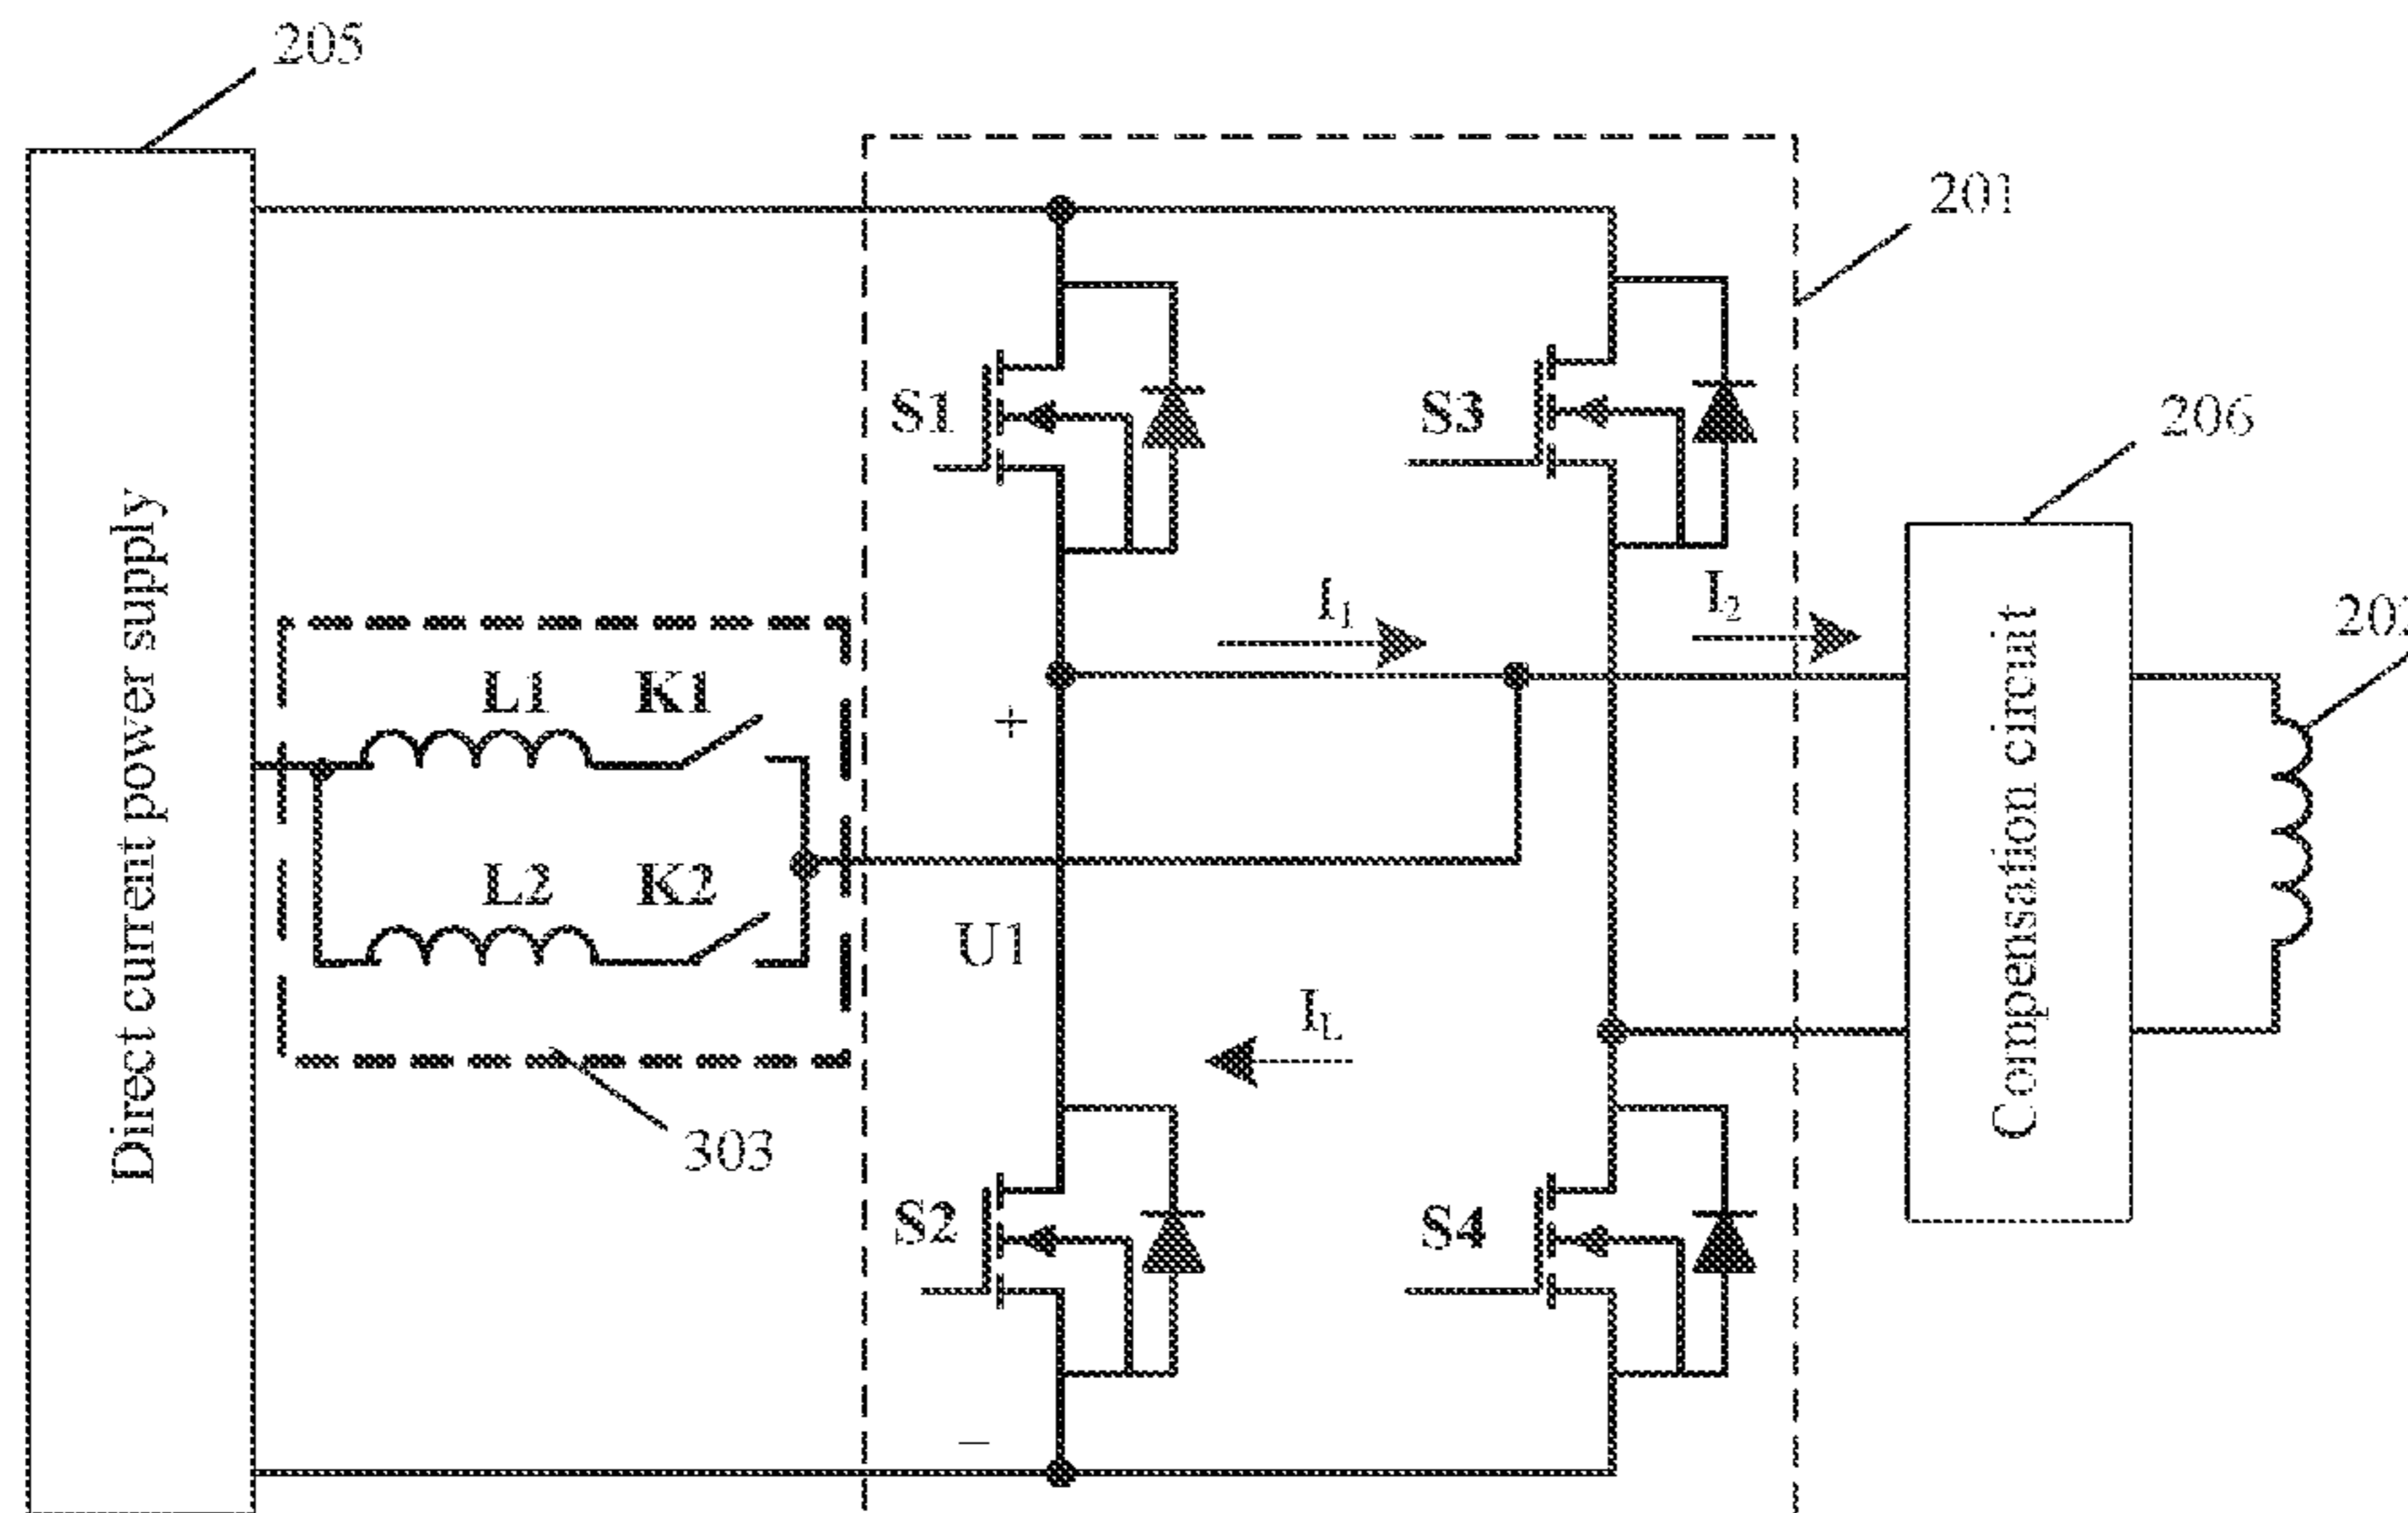 205
201
S1
S3
206
Direct current power supply
I1
I2
Compensation circuit
L1
K1
+
L2
K2
U1
IL
303
S2
S4
−